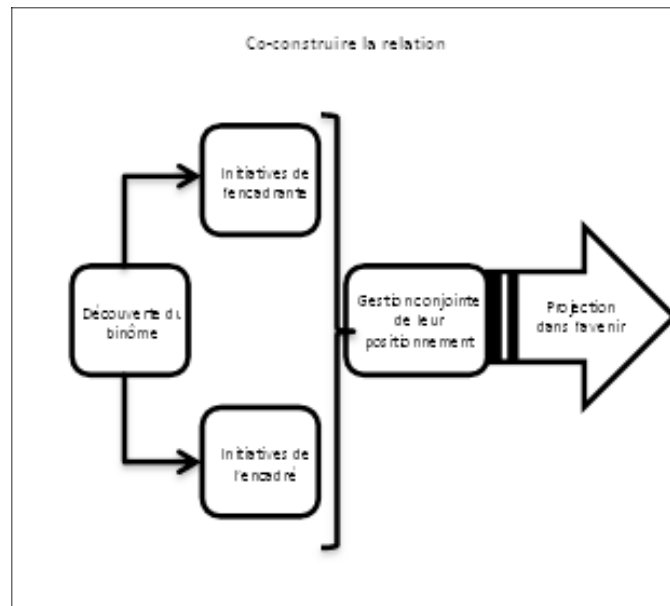 Co-construire la relation
Initiatives de
l'encadrante
Découverte du
binôme
Initiatives de
l'encadré
Gestion conjointe
de leur
positionnement
Projection
dans l'avenir